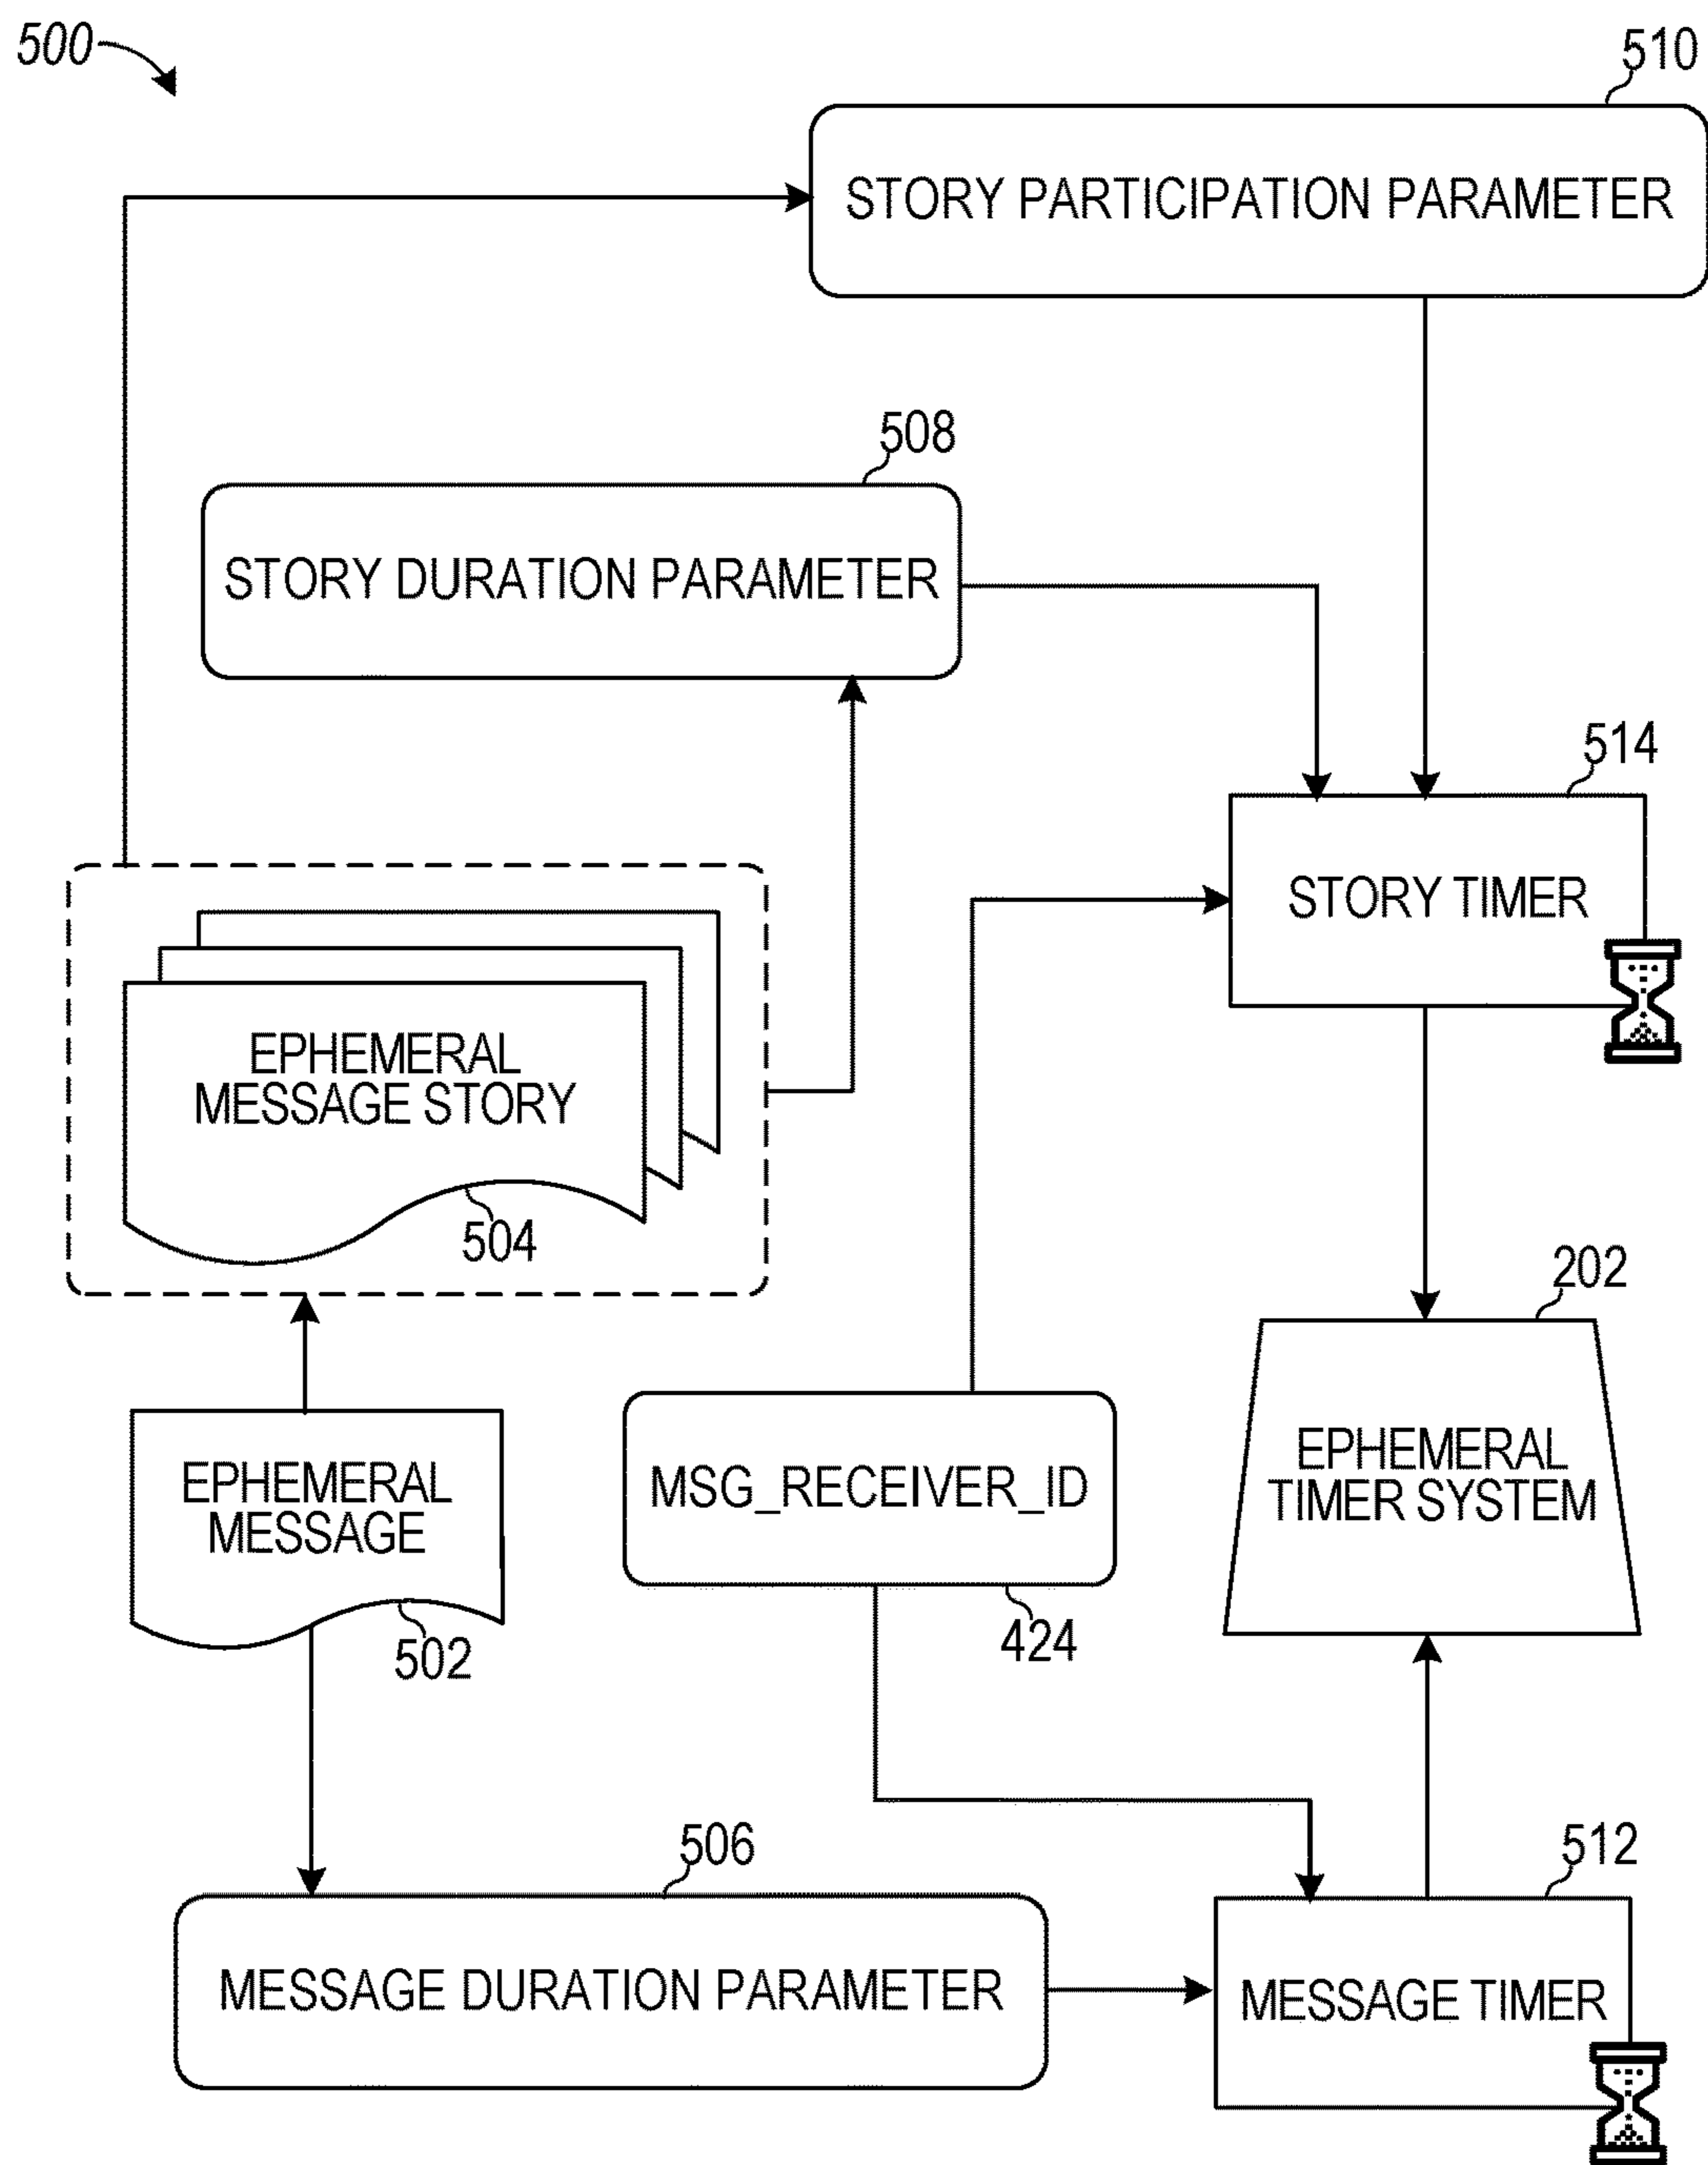 500
510
STORY PARTICIPATION PARAMETER
508
STORY DURATION PARAMETER
514
STORY TIMER
EPHEMERAL
MESSAGE STORY
504
202
EPHEMERAL
TIMER SYSTEM
EPHEMERAL
MESSAGE
502
MSG_RECEIVER_ID
424
506
MESSAGE DURATION PARAMETER
512
MESSAGE TIMER